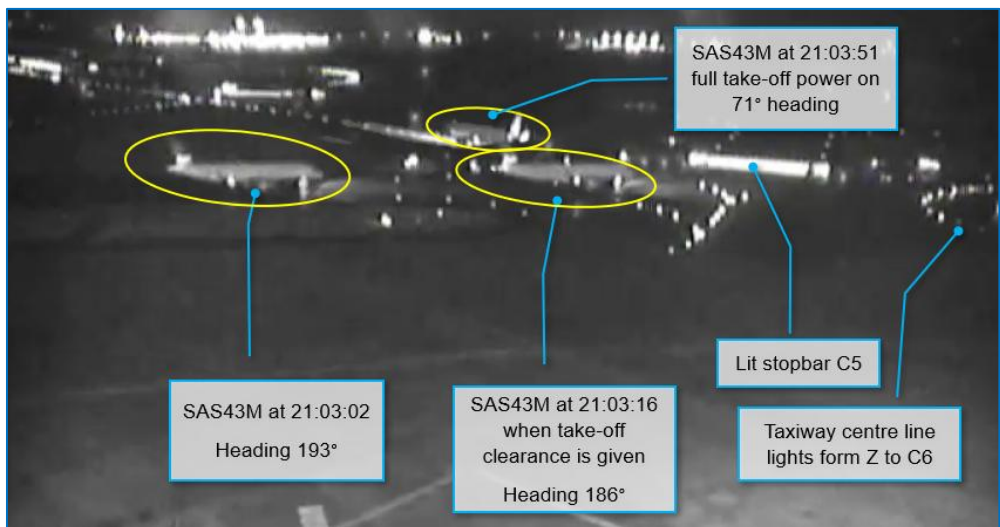 SAS43M at 21:03:51
full take-off power on
71° heading
Lit stopbar C5
SAS43M at 21:03:02
Heading 193°
SAS43M at 21:03:16
when take-off
clearance is given
Heading 186°
Taxiway centre line
lights form Z to C6